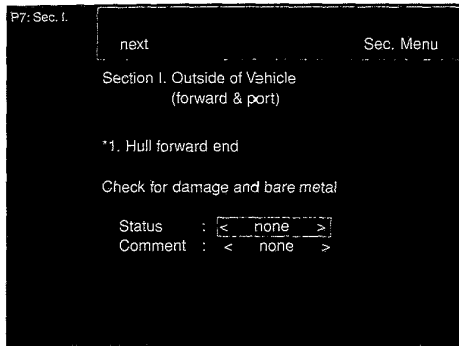 P7: Sec. I.
next Sec. Menu
Section I. Outside of Vehicle
(forward & port)
*1. Hull forward end
Check for damage and bare metal
Status : < none >
Comment : < none >